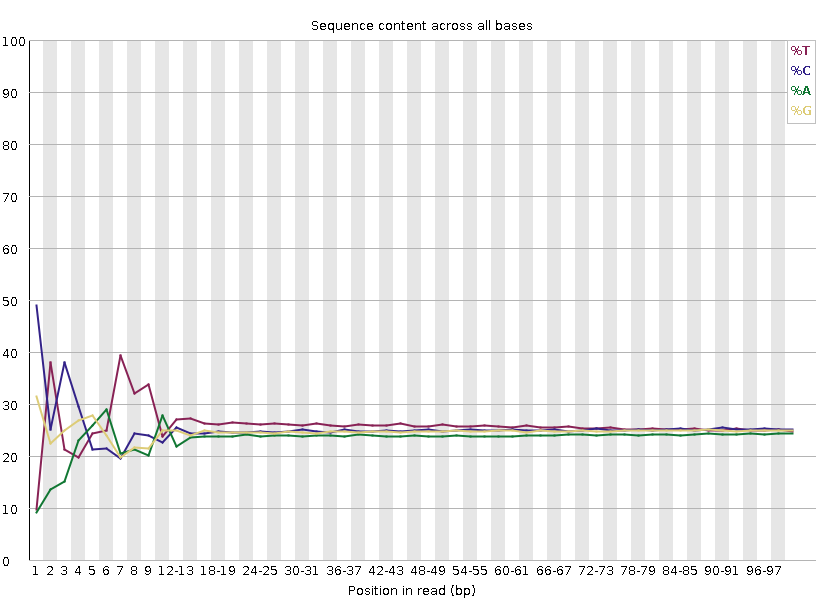 Sequence content across all bases
100
90
80
70
60
50
40
30
20
10
0
%T
%C
%A
%G
1 2 3 4 5 6 7 8 9 12-13 18-19 24-25 30-31 36-37 42-43 48-49 54-55 60-61 66-67 72-73 78-79 84-85 90-91 96-97
Position in read (bp)